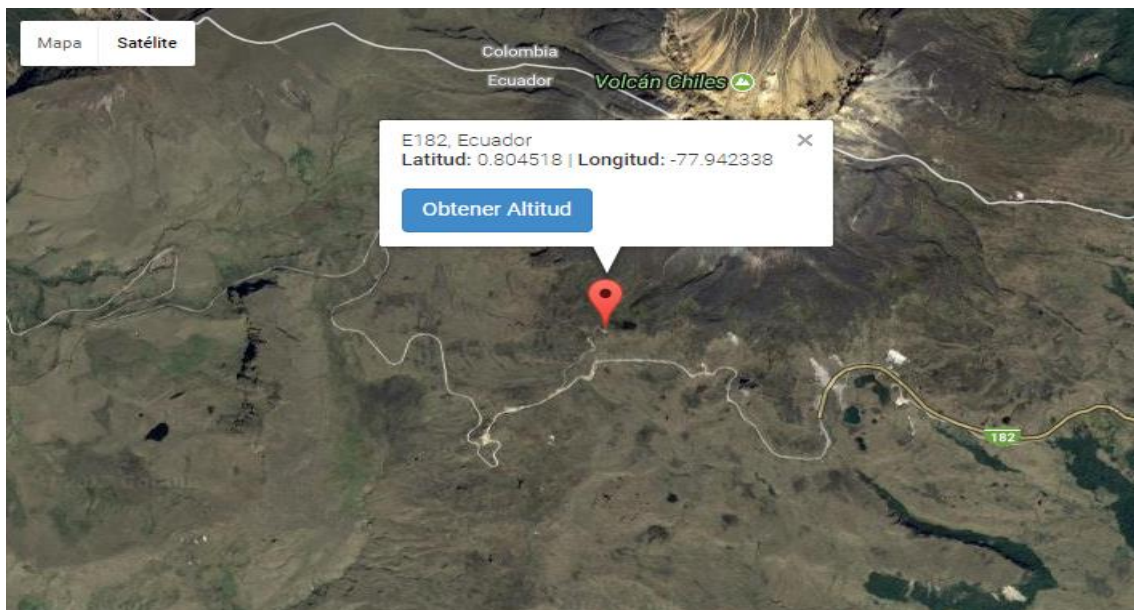 Mapa
Satélite
Colombia
Ecuador
Volcán Chiles
E182, Ecuador
Latitud: 0.804518 | Longitud: -77.942338
Obtener Altitud
182